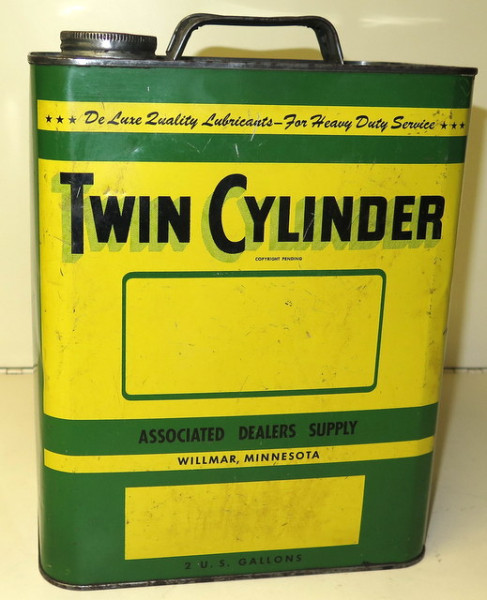 ★★★ De Luxe Quality Lubricants—For Heavy Duty Service ★★★
TWIN CYLINDER
COPYRIGHT PENDING
ASSOCIATED DEALERS SUPPLY
WILLMAR, MINNESOTA
2 U.S. GALLONS